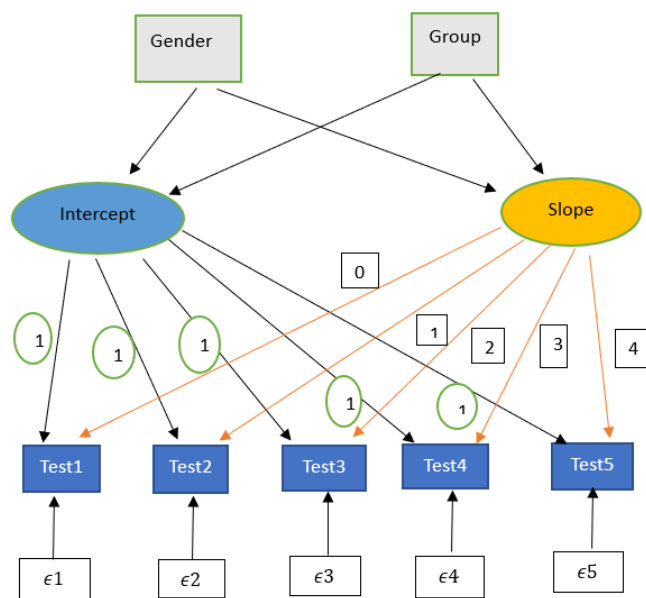 Gender
Group
Intercept
Slope
0
1
1
1
1
2
3
4
1
1
Test1
Test2
Test3
Test4
Test5
ϵ1
ϵ2
ϵ3
ϵ4
ϵ5